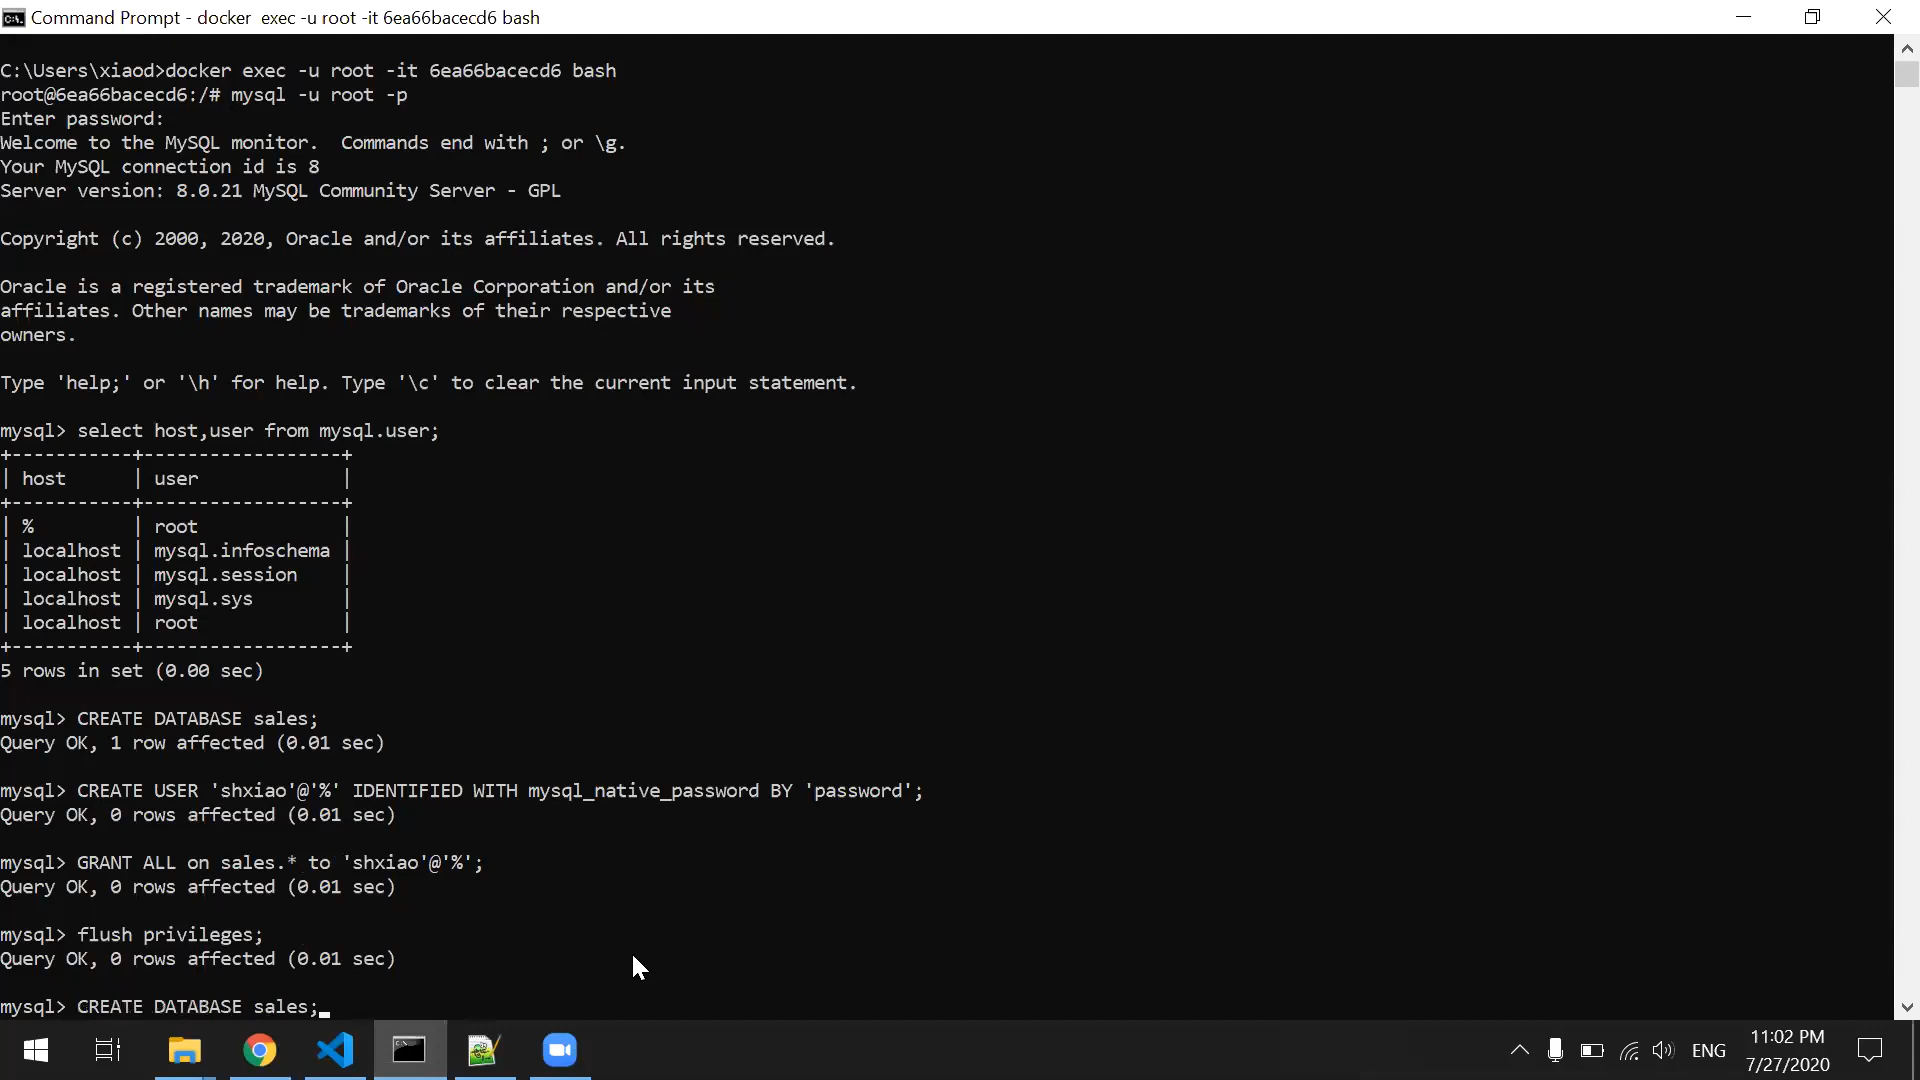 Command Prompt - docker  exec -u root -it 6ea66bacecd6 bash
C:\Users\xiaod>docker exec -u root -it 6ea66bacecd6 bash
root@6ea66bacecd6:/# mysql -u root -p
Enter password:
Welcome to the MySQL monitor.  Commands end with ; or \g.
Your MySQL connection id is 8
Server version: 8.0.21 MySQL Community Server - GPL
Copyright (c) 2000, 2020, Oracle and/or its affiliates. All rights reserved.
Oracle is a registered trademark of Oracle Corporation and/or its
affiliates. Other names may be trademarks of their respective
owners.
Type 'help;' or '\h' for help. Type '\c' to clear the current input statement.
mysql> select host,user from mysql.user;
+-----------+------------------+
| host      | user             |
+-----------+------------------+
| %         | root             |
| localhost | mysql.infoschema |
| localhost | mysql.session    |
| localhost | mysql.sys        |
| localhost | root             |
+-----------+------------------+
5 rows in set (0.00 sec)
mysql> CREATE DATABASE sales;
Query OK, 1 row affected (0.01 sec)
mysql> CREATE USER 'shxiao'@'%' IDENTIFIED WITH mysql_native_password BY 'password';
Query OK, 0 rows affected (0.01 sec)
mysql> GRANT ALL on sales.* to 'shxiao'@'%';
Query OK, 0 rows affected (0.01 sec)
mysql> flush privileges;
Query OK, 0 rows affected (0.01 sec)
mysql> CREATE DATABASE sales;
ENG
11:02 PM
7/27/2020